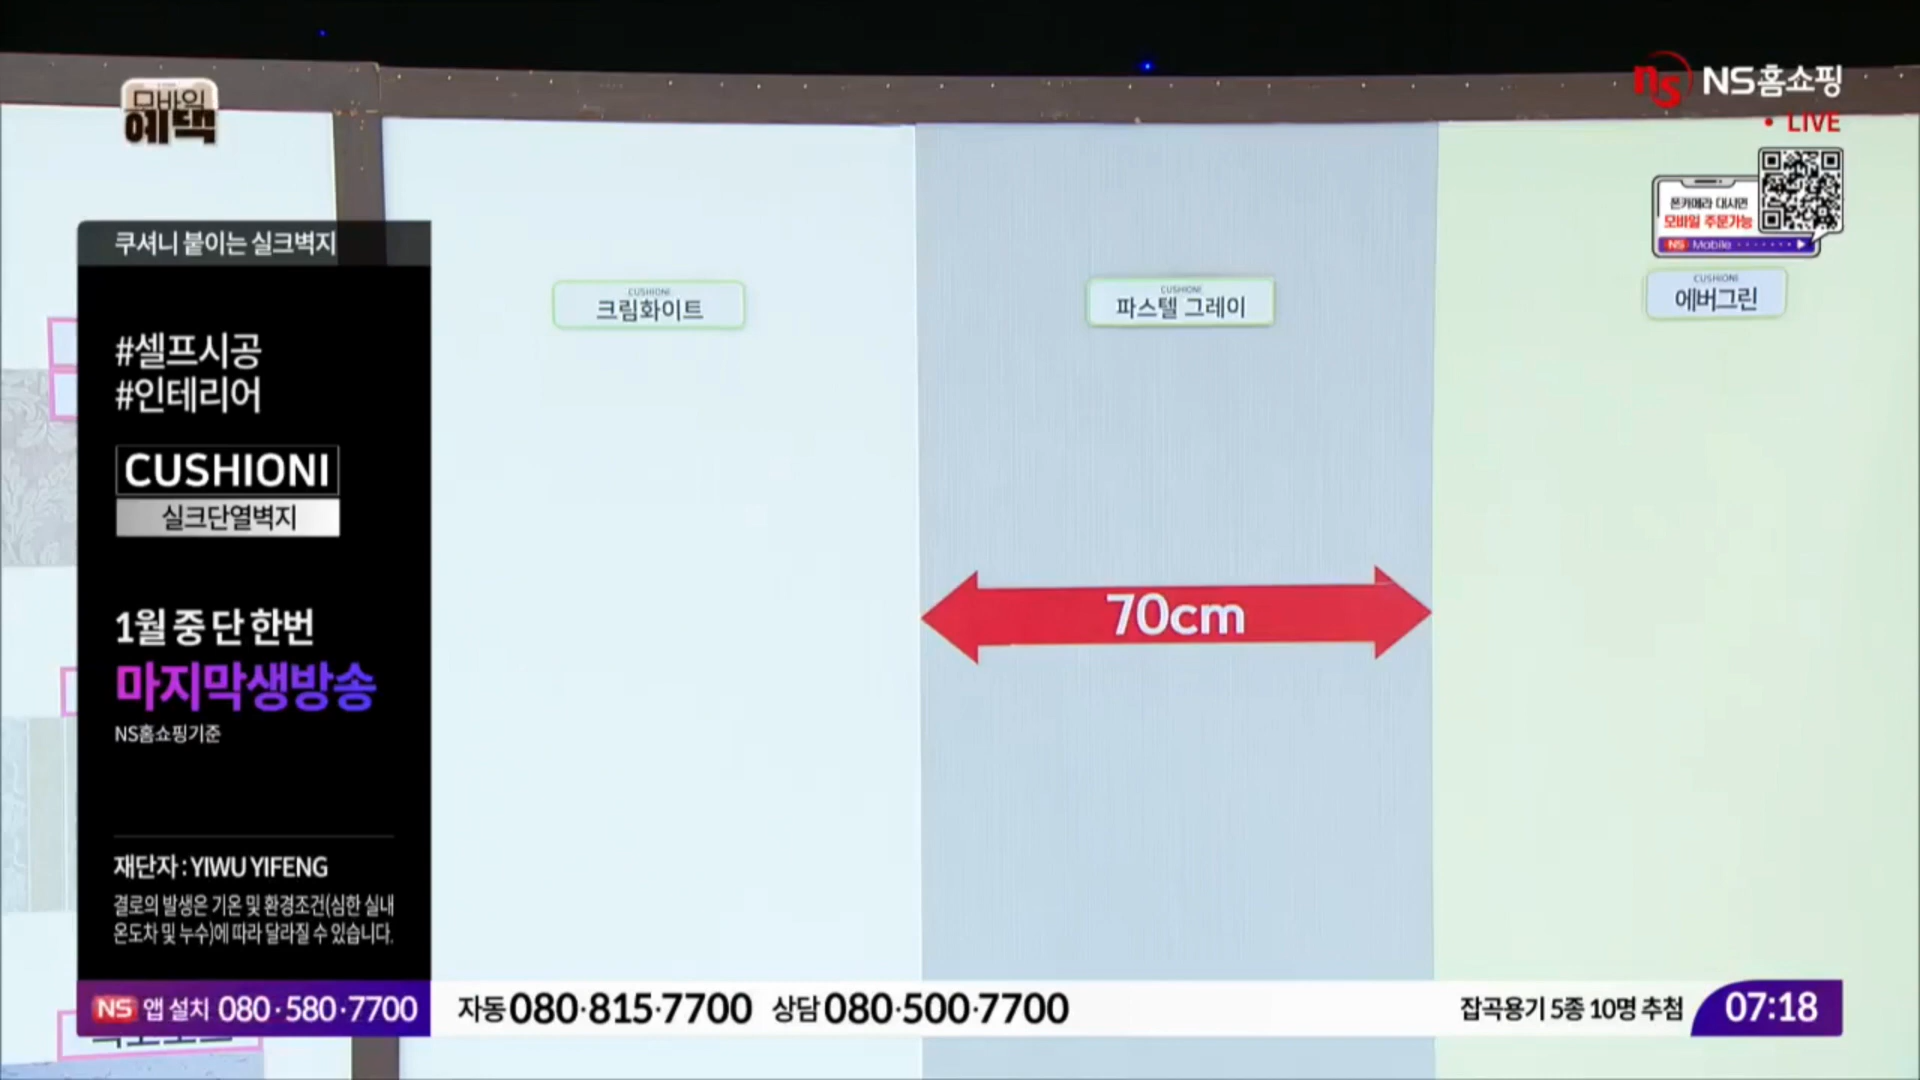 모바일
혜택
NS홈쇼핑
LIVE
폰카메라 대시면
모바일 주문가능
NS Mobile
쿠셔니 붙이는 실크벽지
#셀프시공
#인테리어
CUSHIONI
실크단열벽지
1월 중 단 한번
마지막생방송
NS홈쇼핑기준
재단자 : YIWU YIFENG
결로의 발생은 기온 및 환경조건(심한 실내
온도차 및 누수)에 따라 달라질 수 있습니다.
CUSHIONI
크림화이트
CUSHIONI
파스텔 그레이
CUSHIONI
에버그린
70cm
NS 앱 설치 080·580·7700
자동 080·815·7700 상담 080·500·7700
잡곡용기 5종 10명 추첨
07:18